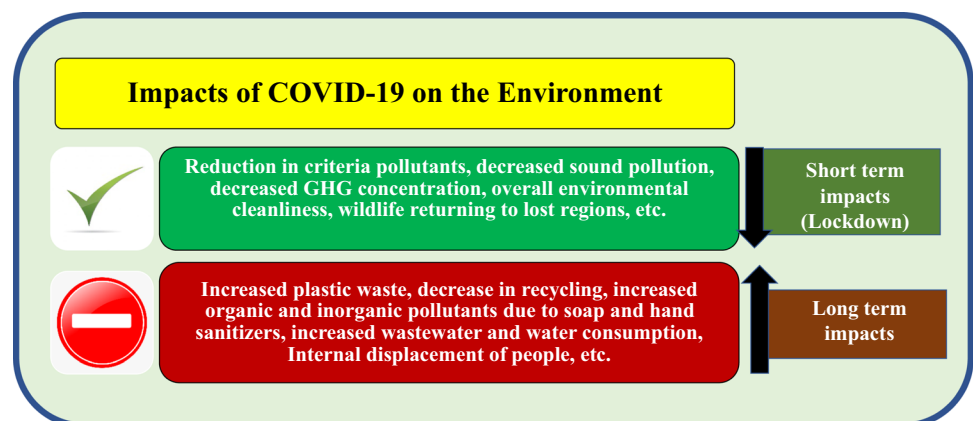 Impacts of COVID-19 on the Environment
Reduction in criteria pollutants, decreased sound pollution,
decreased GHG concentration, overall environmental
cleanliness, wildlife returning to lost regions, etc.
Short term
impacts
(Lockdown)
Increased plastic waste, decrease in recycling, increased
organic and inorganic pollutants due to soap and hand
sanitizers, increased wastewater and water consumption,
Internal displacement of people, etc.
Long term
impacts